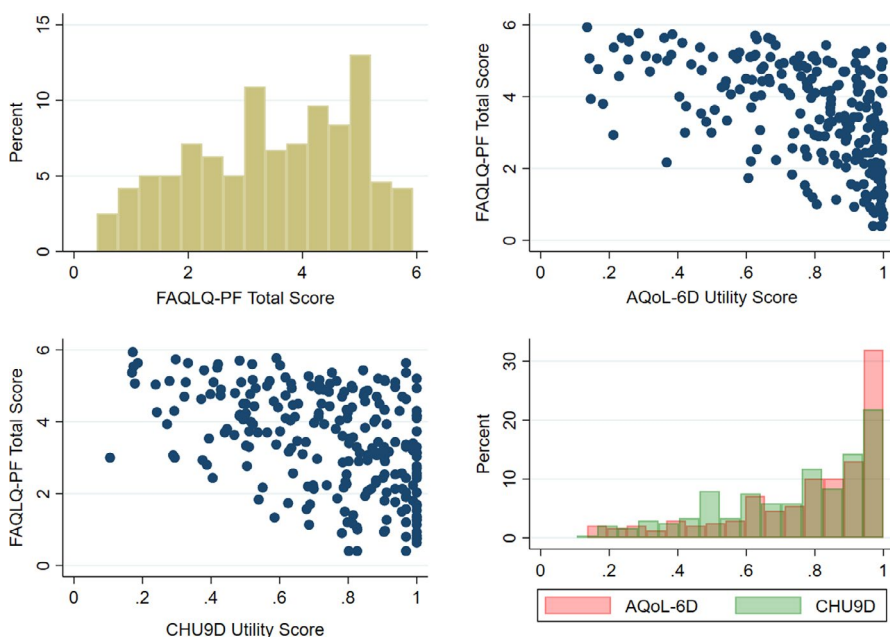 15
10
5
0
Percent
0 2 4 6
FAQLQ-PF Total Score
6
4
2
0
FAQLQ-PF Total Score
0 .2 .4 .6 .8 1
AQoL-6D Utility Score
6
4
2
0
FAQLQ-PF Total Score
0 .2 .4 .6 .8 1
CHU9D Utility Score
30
20
10
0
Percent
0 .2 .4 .6 .8 1
AQoL-6D CHU9D